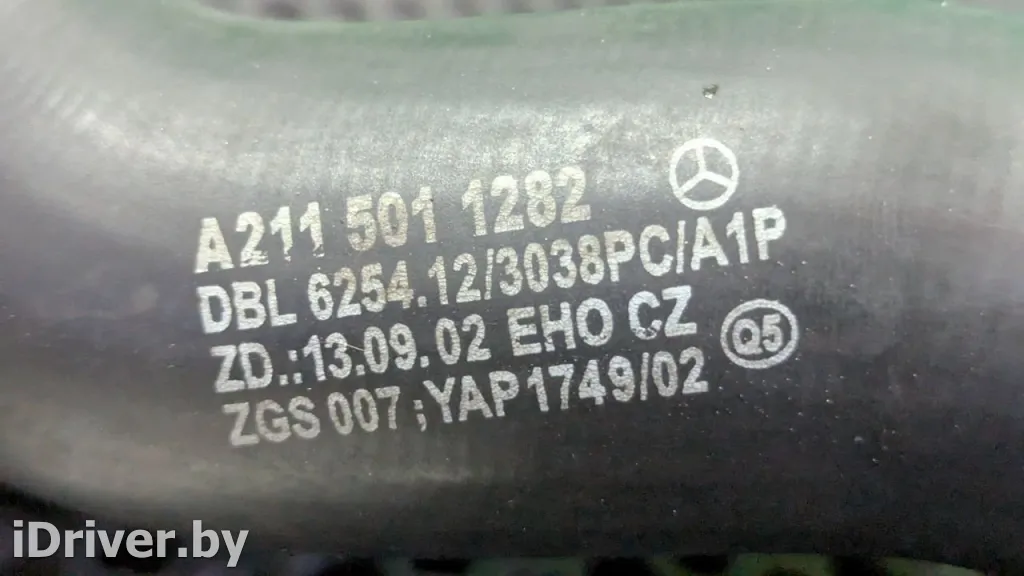 A211 501 1282
DBL 6254.12/3038PC/A1P
ZD.:13.09.02 EHO CZ
Q5
ZGS 007 ; YAP 1749/02
iDriver.by